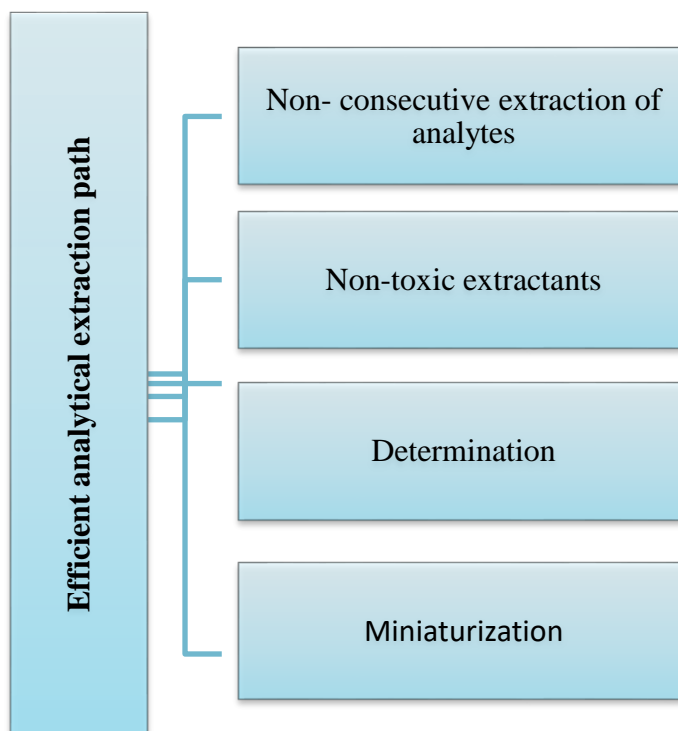 Efficient analytical extraction path
Non- consecutive extraction of
analytes
Non-toxic extractants
Determination
Miniaturization